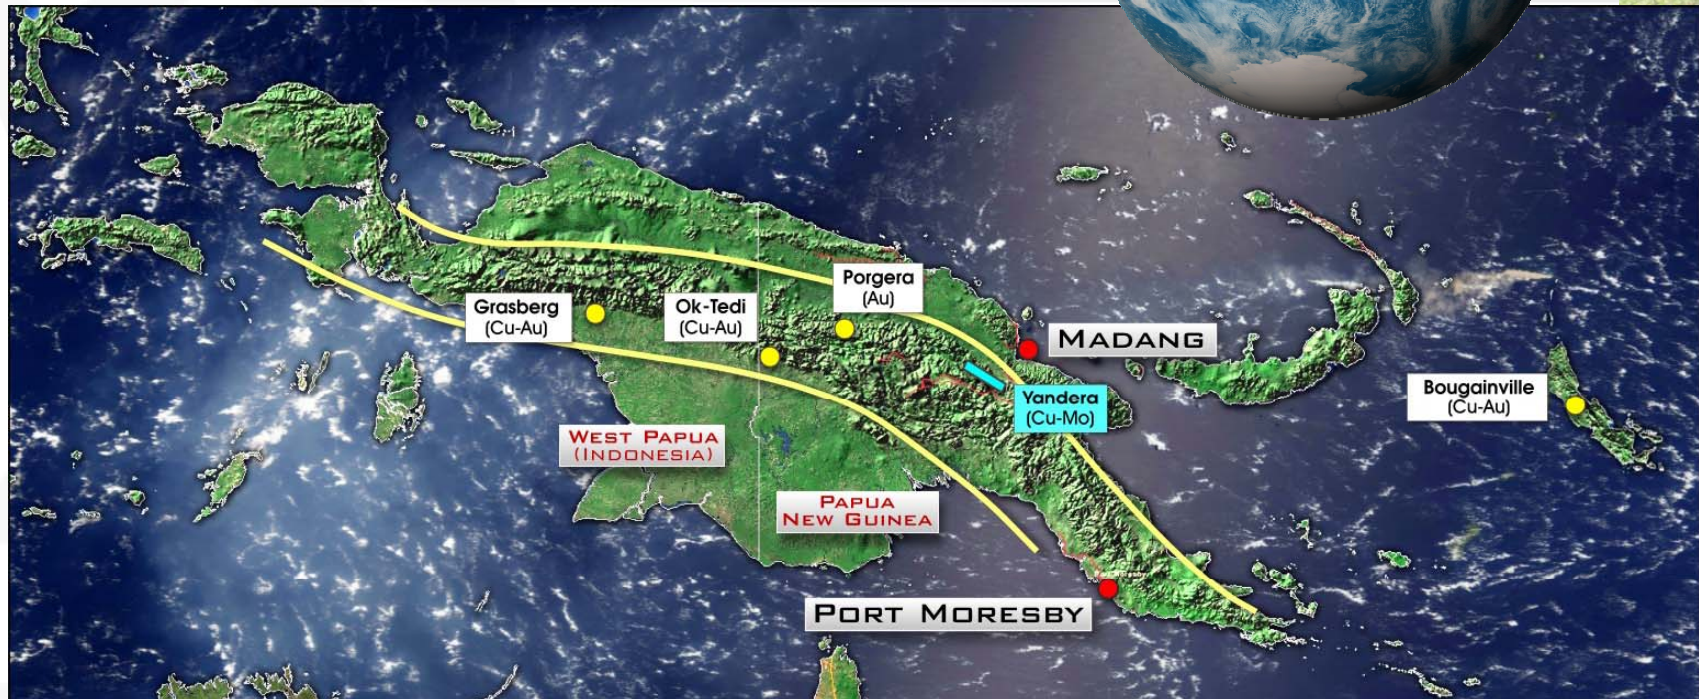 Porgera
(Au)
Grasberg
(Cu-Au)
Ok-Tedi
(Cu-Au)
MADANG
Yandera
(Cu-Mo)
Bougainville
(Cu-Au)
WEST PAPUA
(INDONESIA)
PAPUA
NEW GUINEA
PORT MORESBY